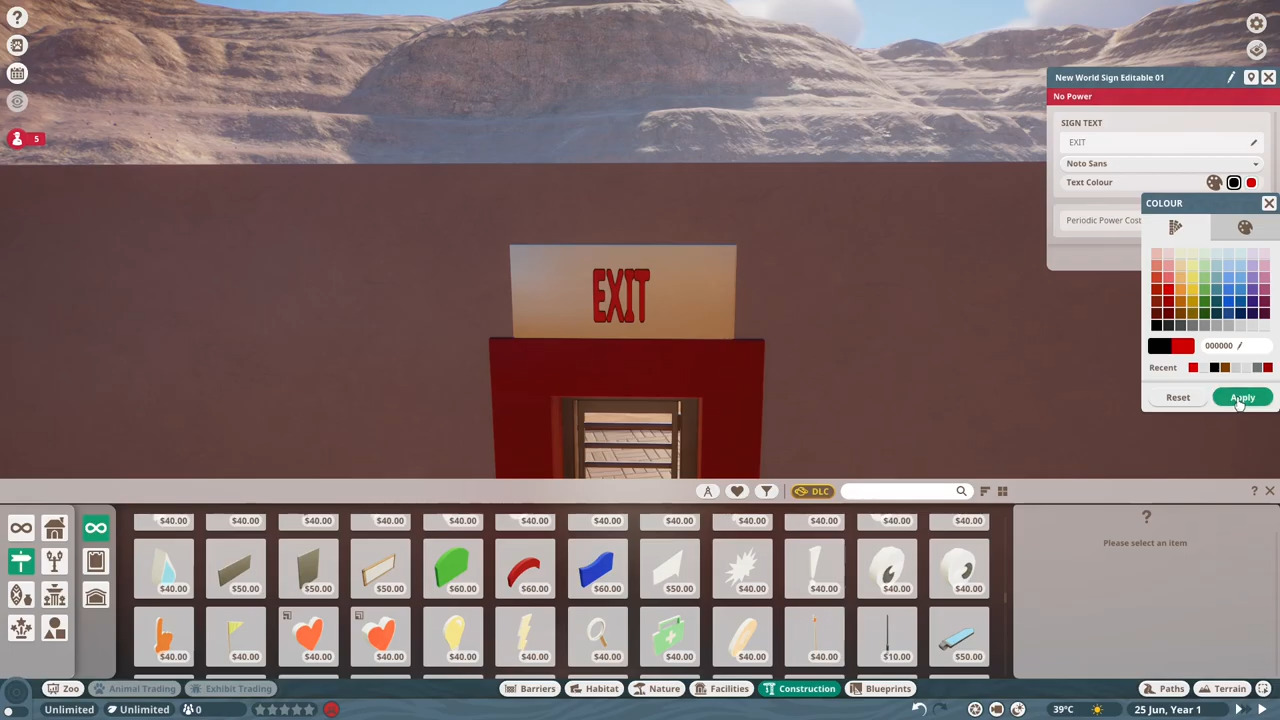 ?
5
New World Sign Editable 01
No Power
SIGN TEXT
EXIT
Noto Sans
Text Colour
Periodic Power Cost
COLOUR
000000
Recent
Reset
Apply
EXIT
DLC
?
$40.00 $40.00 $40.00 $40.00 $40.00 $40.00 $40.00 $40.00 $40.00 $40.00 $40.00 $40.00
$40.00 $50.00 $50.00 $50.00 $60.00 $60.00 $60.00 $50.00 $40.00 $40.00 $40.00 $40.00
$40.00 $40.00 $40.00 $40.00 $40.00 $40.00 $40.00 $40.00 $40.00 $40.00 $10.00 $50.00
?
Please select an item
Zoo Animal Trading Exhibit Trading Barriers Habitat Nature Facilities Construction Blueprints Paths Terrain
Unlimited Unlimited 0 39°C 25 Jun, Year 1